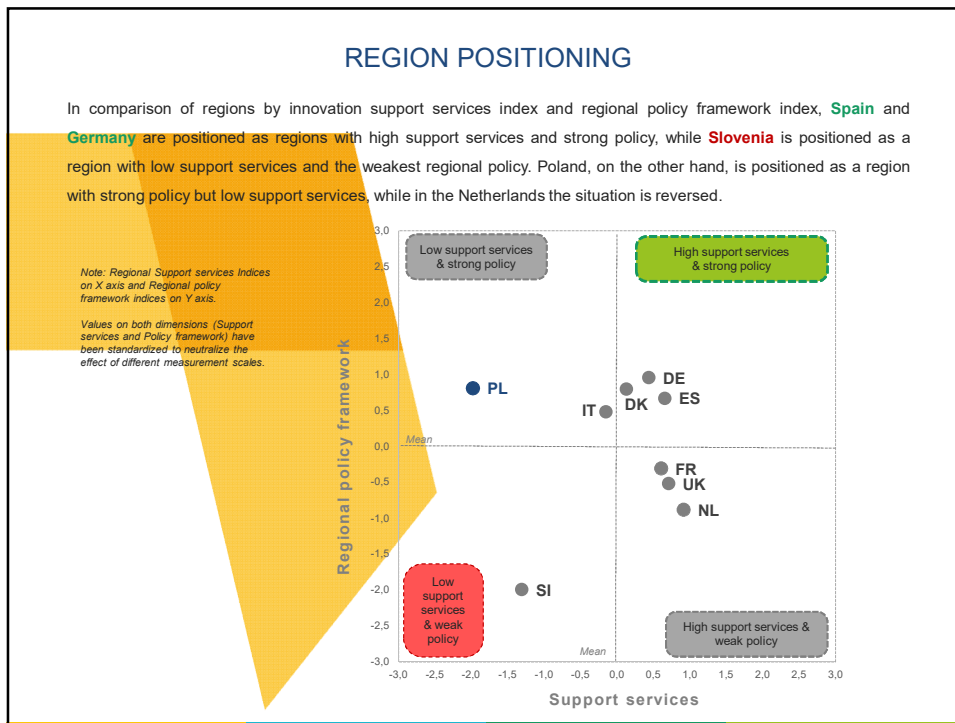 REGION POSITIONING
In comparison of regions by innovation support services index and regional policy framework index, Spain and
Germany are positioned as regions with high support services and strong policy, while Slovenia is positioned as a
region with low support services and the weakest regional policy. Poland, on the other hand, is positioned as a region
with strong policy but low support services, while in the Netherlands the situation is reversed.
Note: Regional Support services Indices
on X axis and Regional policy
framework indices on Y axis.
Values on both dimensions (Support
services and Policy framework) have
been standardized to neutralize the
effect of different measurement scales.
Regional policy framework
3,0
2,5
2,0
1,5
1,0
0,5
0,0
-0,5
-1,0
-1,5
-2,0
-2,5
-3,0
Low support services
& strong policy
High support services
& strong policy
PL
DE
DK
ES
IT
Mean
FR
UK
NL
SI
Low
support
services
& weak
policy
High support services &
weak policy
Mean
-3,0 -2,5 -2,0 -1,5 -1,0 -0,5 0,0 0,5 1,0 1,5 2,0 2,5 3,0
Support services